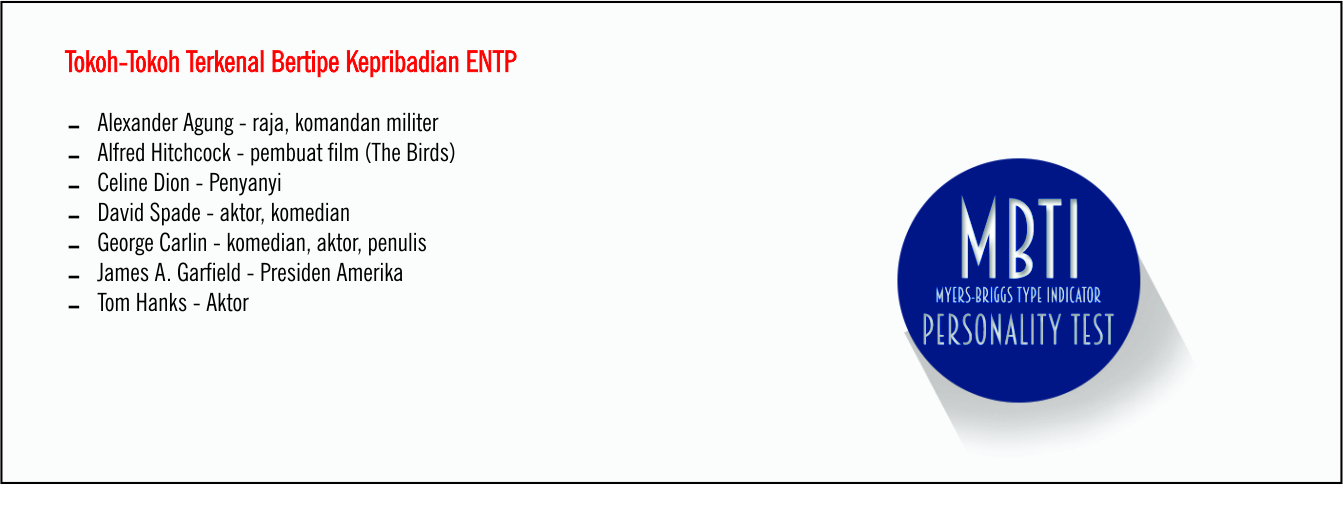 Tokoh-Tokoh Terkenal Bertipe Kepribadian ENTP
- Alexander Agung - raja, komandan militer
- Alfred Hitchcock - pembuat film (The Birds)
- Celine Dion - Penyanyi
- David Spade - aktor, komedian
- George Carlin - komedian, aktor, penulis
- James A. Garfield - Presiden Amerika
- Tom Hanks - Aktor
MBTI
MYERS-BRIGGS TYPE INDICATOR
PERSONALITY TEST